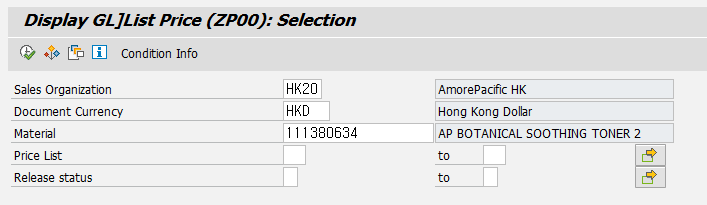 Display GL]List Price (ZP00): Selection
Condition Info
Sales Organization HK20 AmorePacific HK
Document Currency HKD Hong Kong Dollar
Material 111380634 AP BOTANICAL SOOTHING TONER 2
Price List to
Release status to